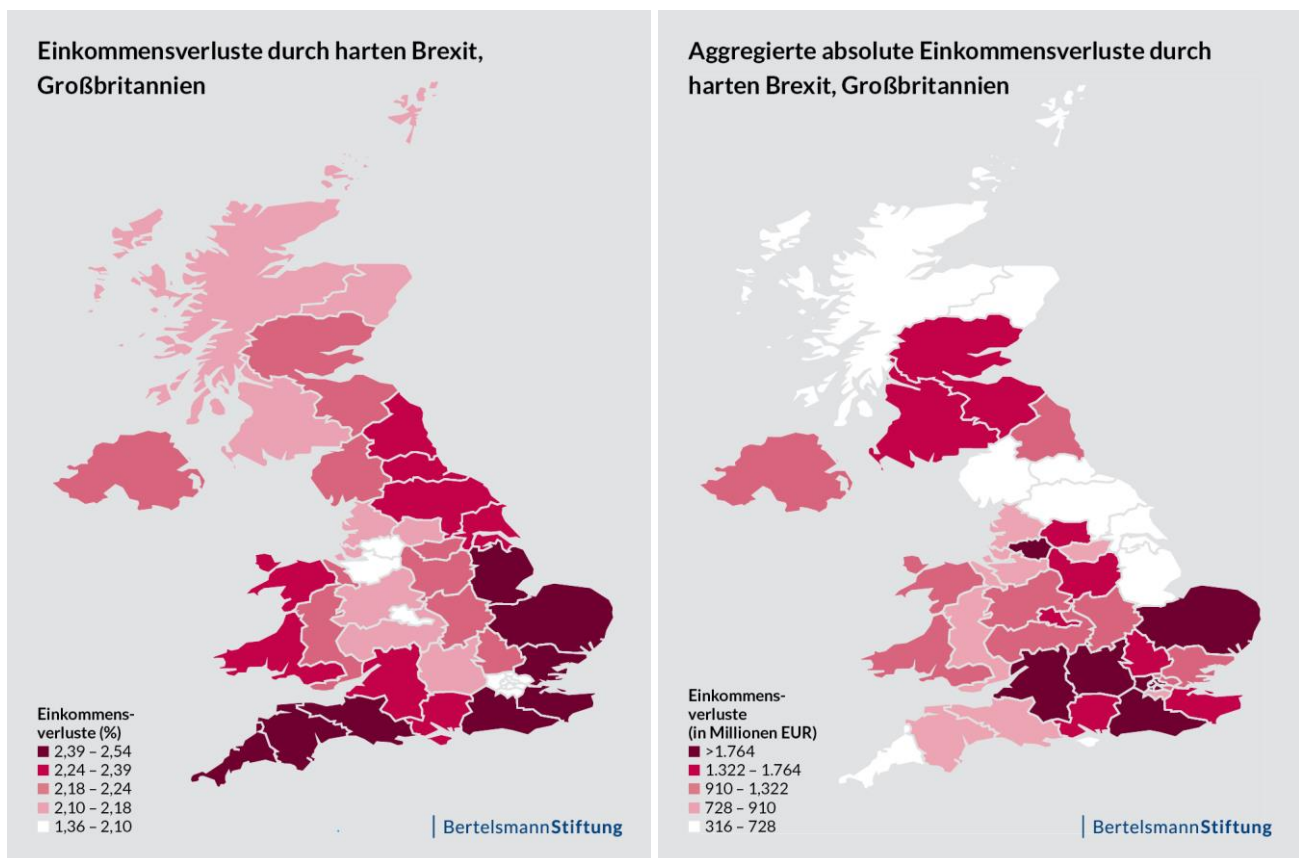 Einkommensverluste durch harten Brexit,
Großbritannien
Einkommens-
verluste (%)
2,39 – 2,54
2,24 – 2,39
2,18 – 2,24
2,10 – 2,18
1,36 – 2,10
BertelsmannStiftung
Aggregierte absolute Einkommensverluste durch
harten Brexit, Großbritannien
Einkommens-
verluste
(in Millionen EUR)
>1.764
1.322 – 1.764
910 – 1,322
728 – 910
316 – 728
BertelsmannStiftung